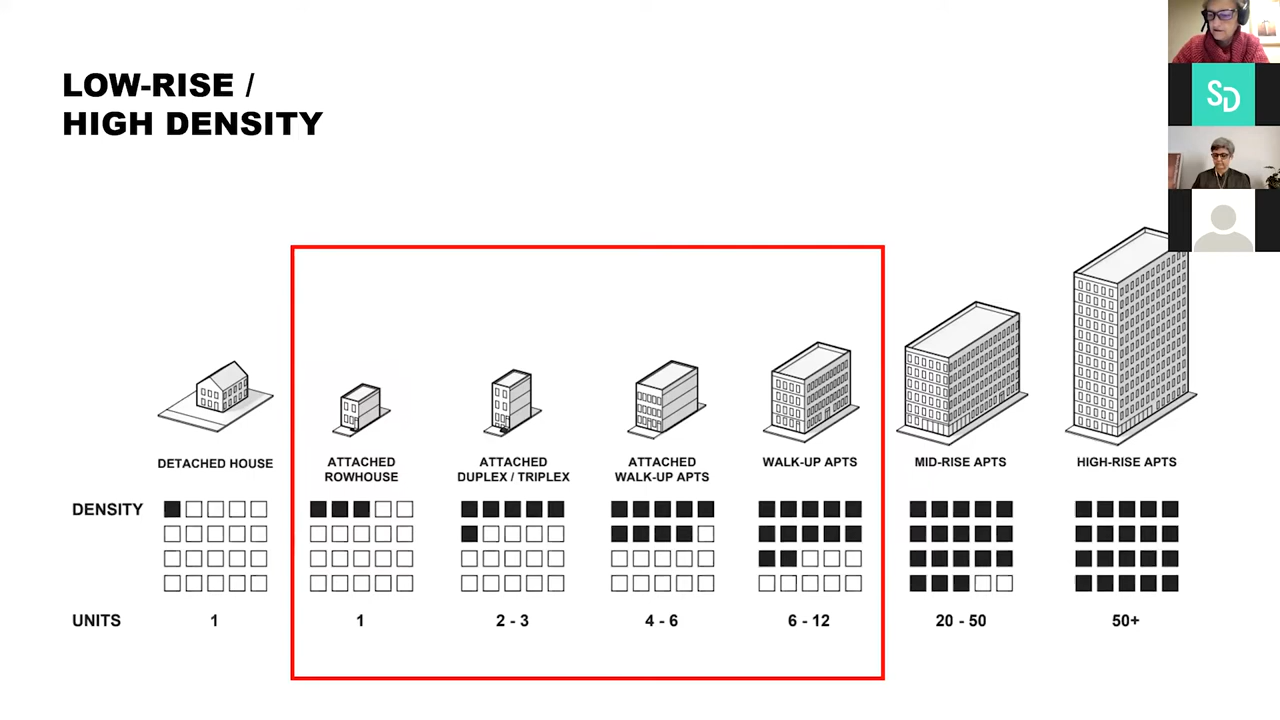 LOW-RISE /
HIGH DENSITY
SD
DETACHED HOUSE
ATTACHED
ROWHOUSE
ATTACHED
DUPLEX / TRIPLEX
ATTACHED
WALK-UP APTS
WALK-UP APTS
MID-RISE APTS
HIGH-RISE APTS
DENSITY
UNITS
1
1
2 - 3
4 - 6
6 - 12
20 - 50
50+